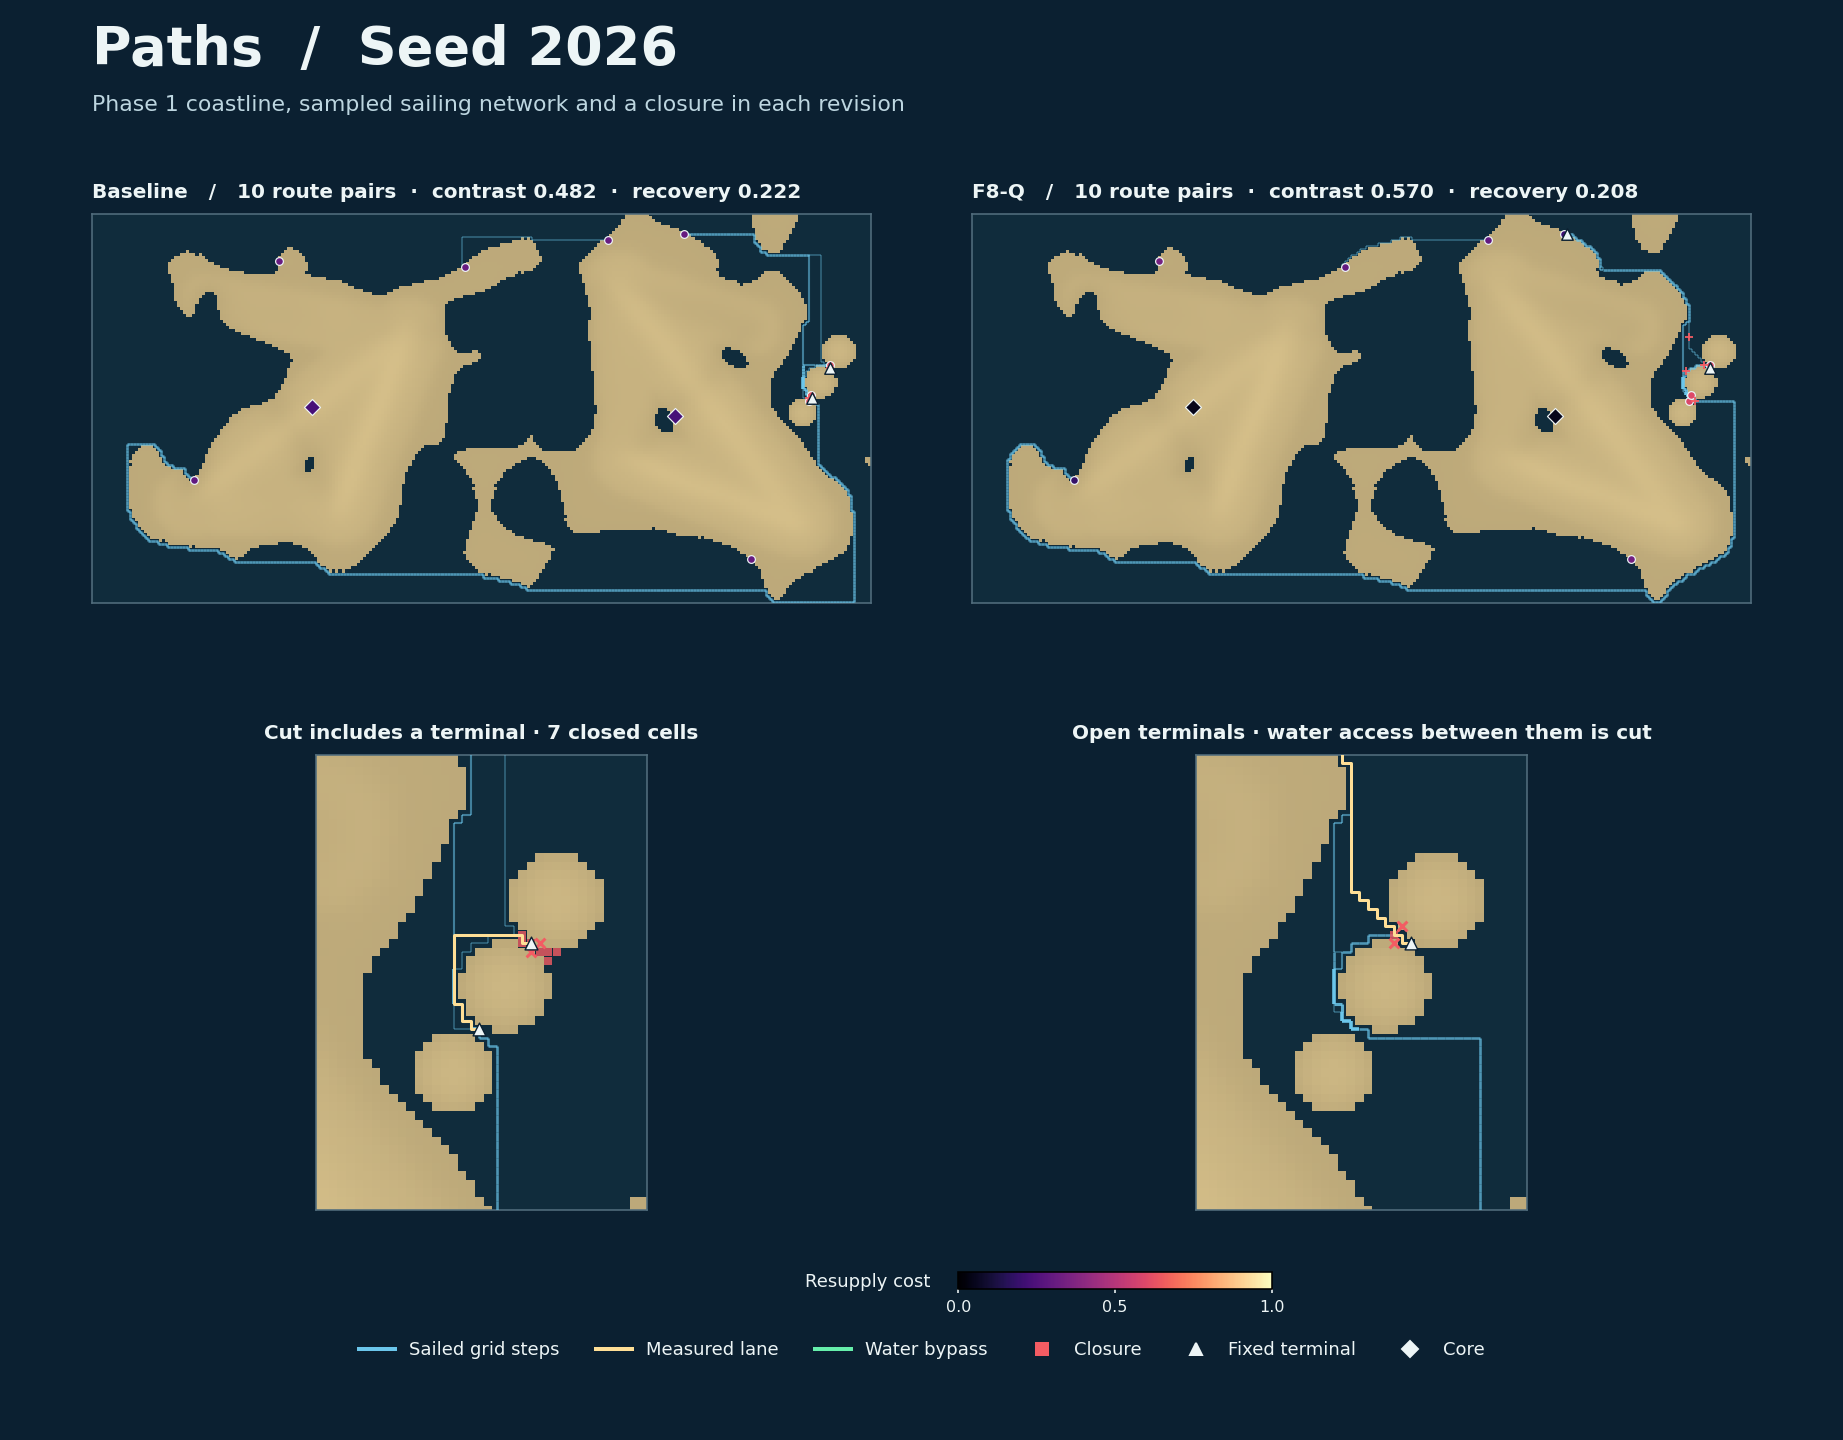 Paths / Seed 2026
Phase 1 coastline, sampled sailing network and a closure in each revision
Baseline / 10 route pairs · contrast 0.482 · recovery 0.222
F8-Q / 10 route pairs · contrast 0.570 · recovery 0.208
Cut includes a terminal · 7 closed cells
Open terminals · water access between them is cut
Resupply cost
0.0 0.5 1.0
Sailed grid steps Measured lane Water bypass Closure Fixed terminal Core